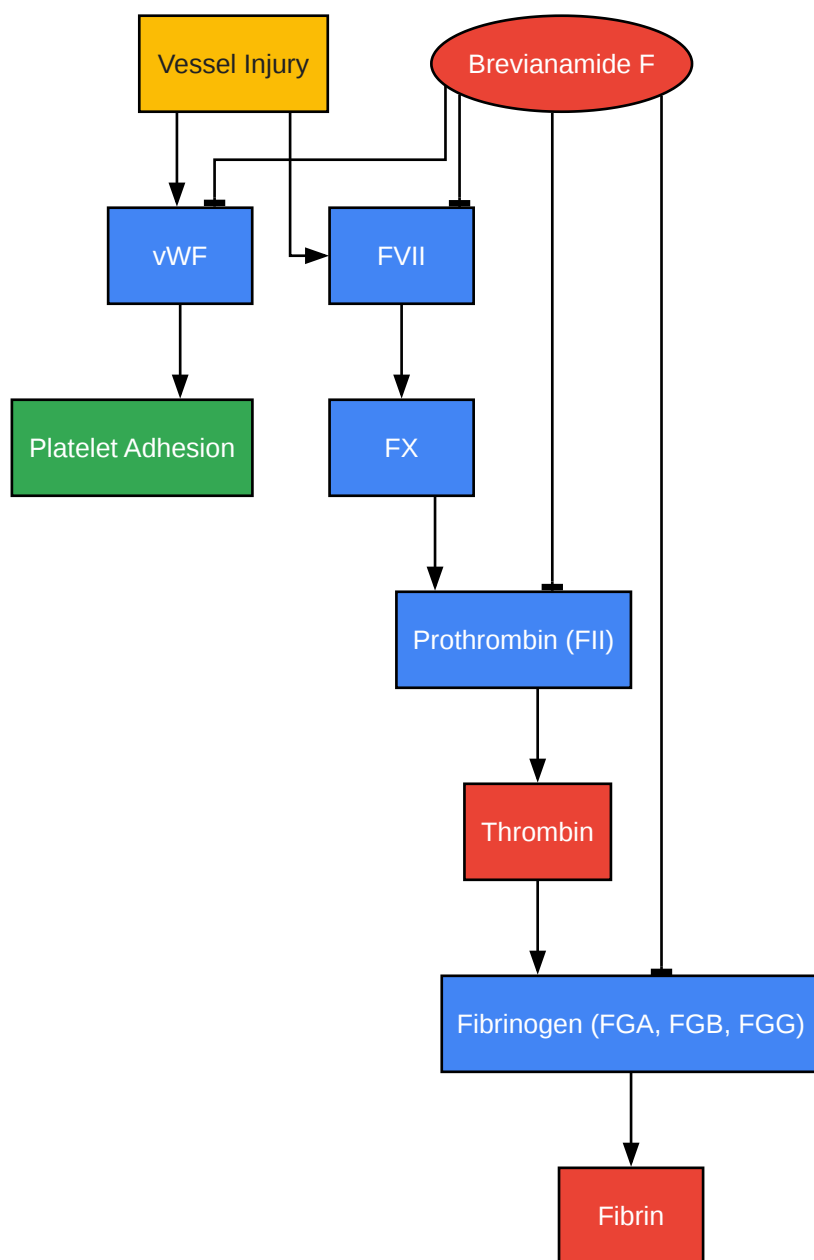 Vessel Injury
Brevianamide F
vWF
FVII
Platelet Adhesion
FX
Prothrombin (FII)
Thrombin
Fibrinogen (FGA, FGB, FGG)
Fibrin